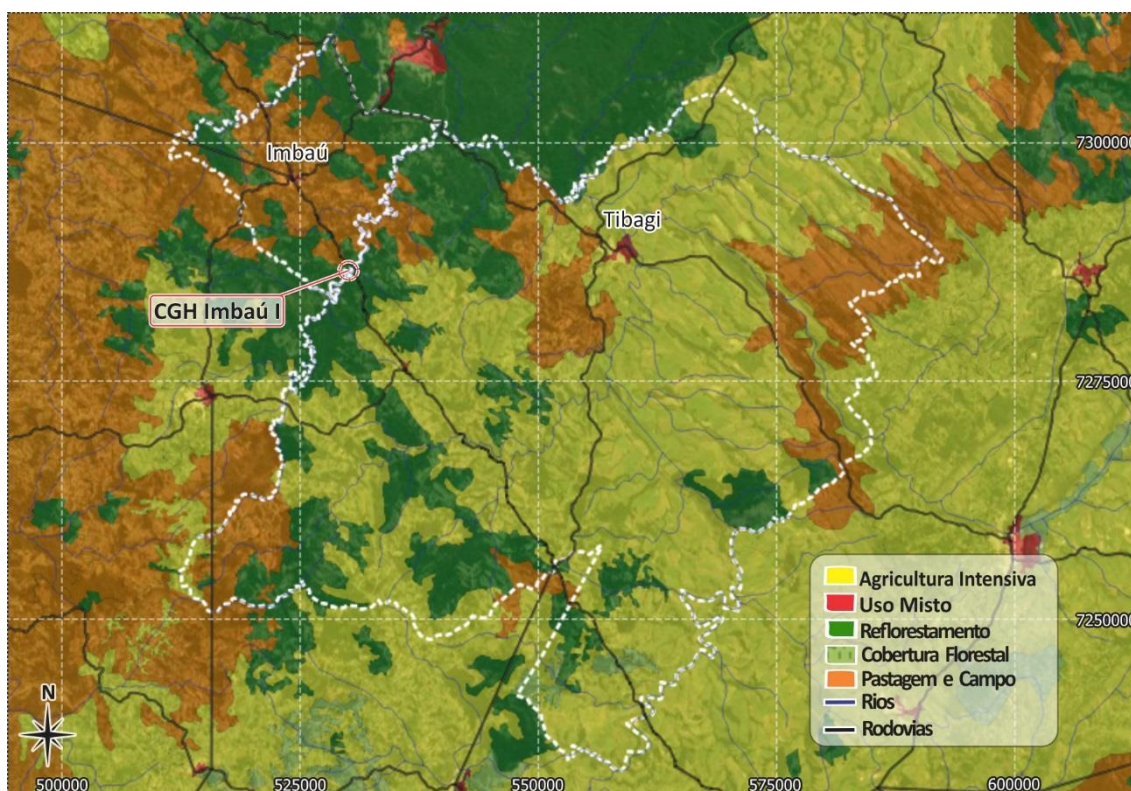 Imbaú
7300000
Tibagi
CGH Imbaú I
7275000
Agricultura Intensiva
Uso Misto
Reflorestamento
7250000
Cobertura Florestal
Pastagem e Campo
Rios
Rodovias
N
500000 525000 550000 575000 600000